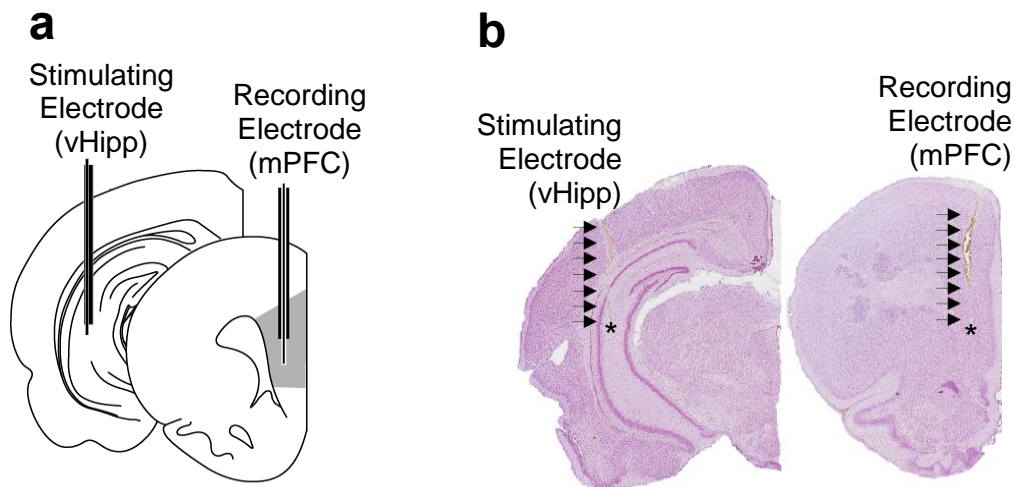 a
Stimulating
Electrode
(vHipp)
Recording
Electrode
(mPFC)
b
Stimulating
Electrode
(vHipp)
Recording
Electrode
(mPFC)
*
*